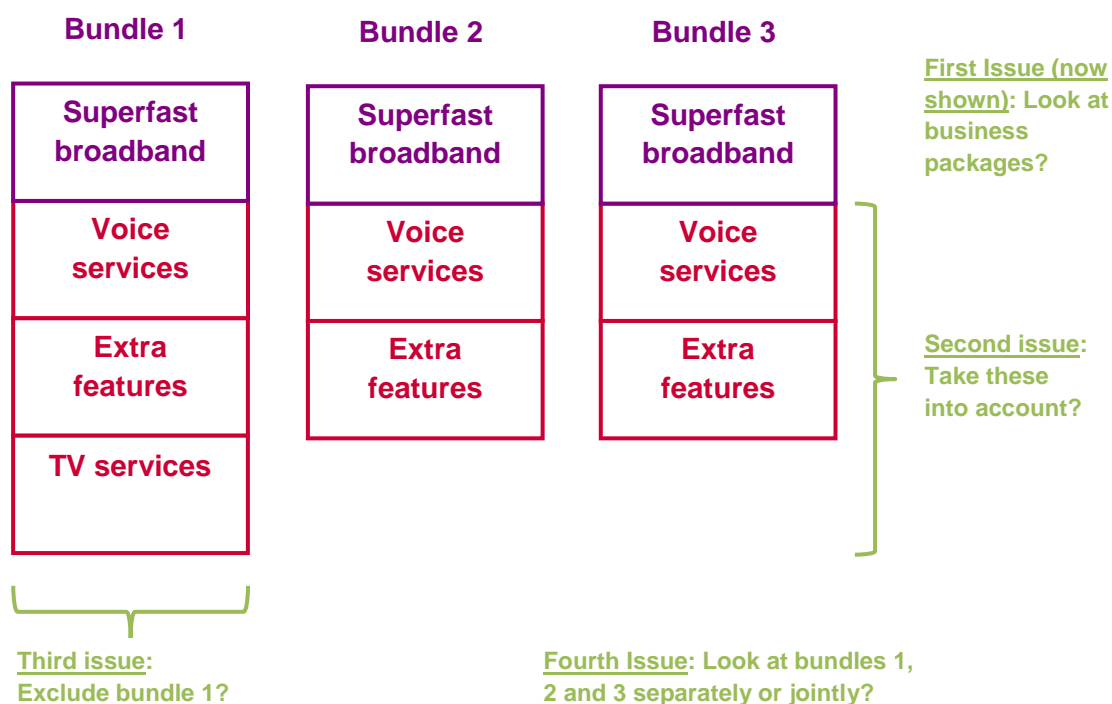 Bundle 1
Bundle 2
Bundle 3
Superfast
broadband
Voice
services
Extra
features
TV services
Superfast
broadband
Voice
services
Extra
features
Superfast
broadband
Voice
services
Extra
features
First Issue (now
shown): Look at
business
packages?
Second issue:
Take these
into account?
Third issue:
Exclude bundle 1?
Fourth Issue: Look at bundles 1,
2 and 3 separately or jointly?